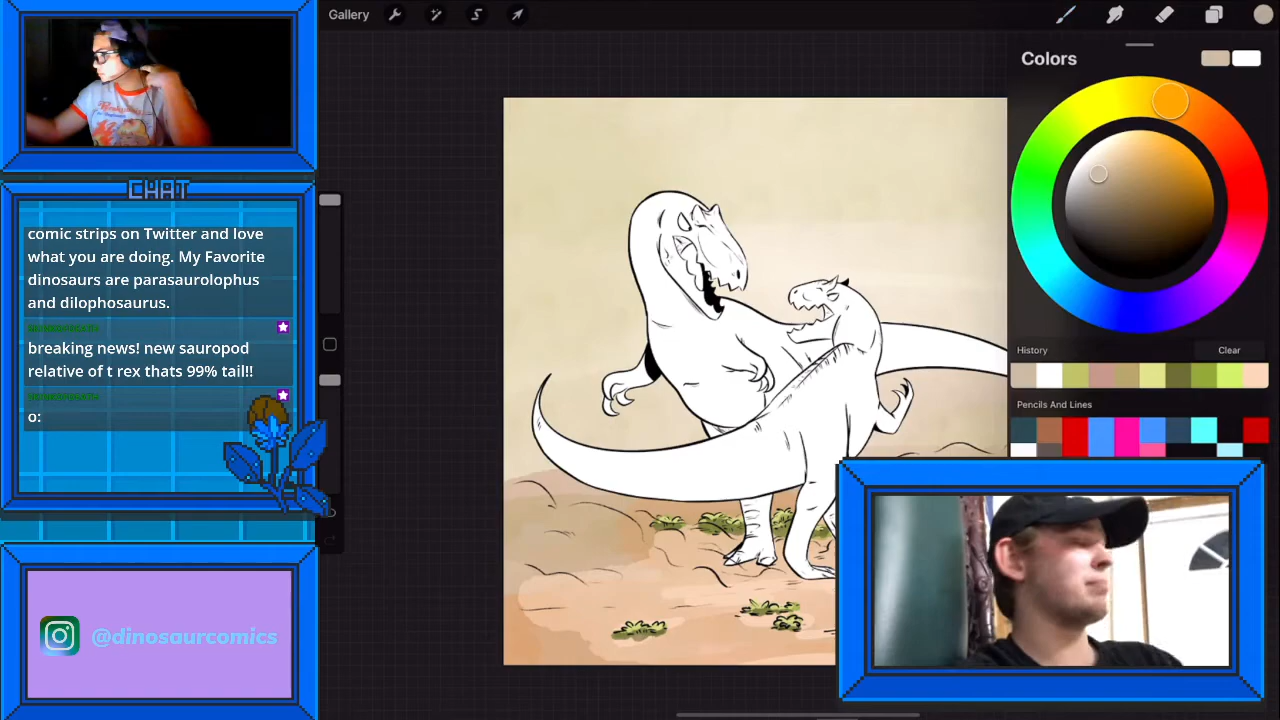 Gallery
Colors
CHAT
comic strips on Twitter and love
what you are doing. My Favorite
dinosaurs are parasaurolophus
and dilophosaurus.
breaking news! new sauropod
relative of t rex thats 99% tail!!
o:
History
Clear
Pencils And Lines
@dinosaurcomics